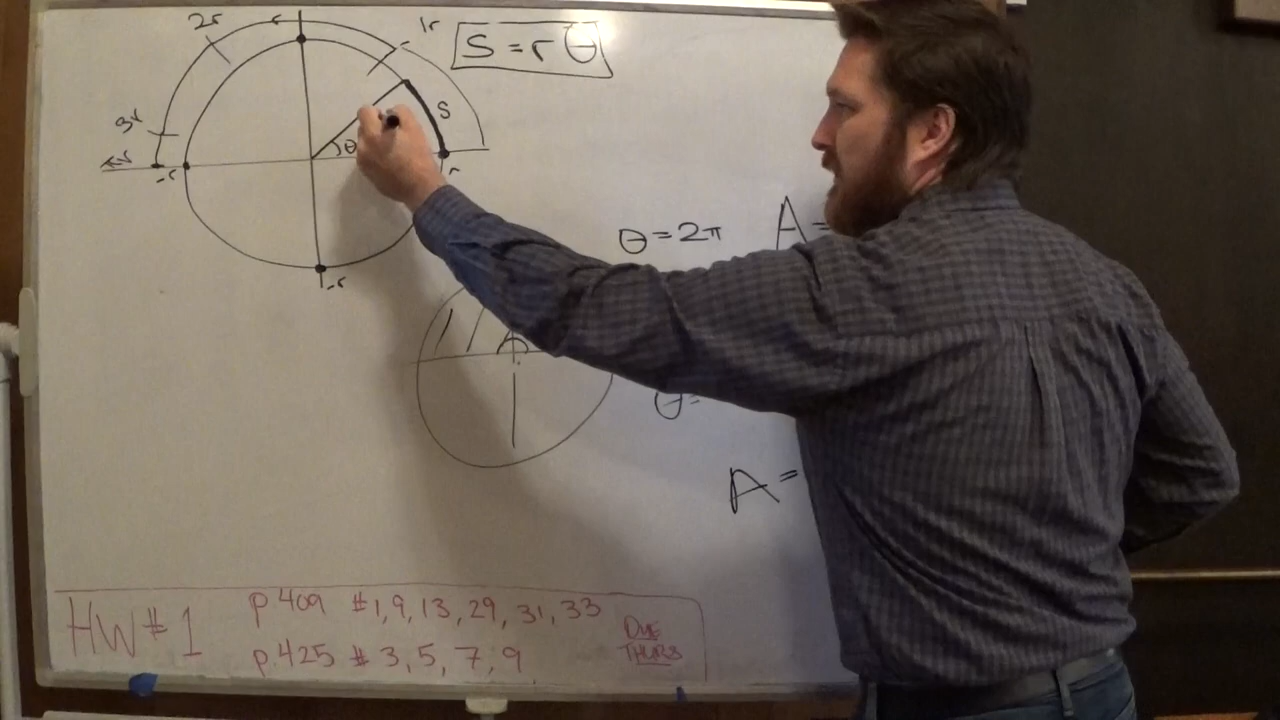 2r
r
1r
S = r θ
3r
S
θ
-r
r
-r
θ = 2π
A =
θ =
A =
HW # 1
p.409 # 1, 9, 13, 29, 31, 33
p.425 # 3, 5, 7, 9
DUE
THURS